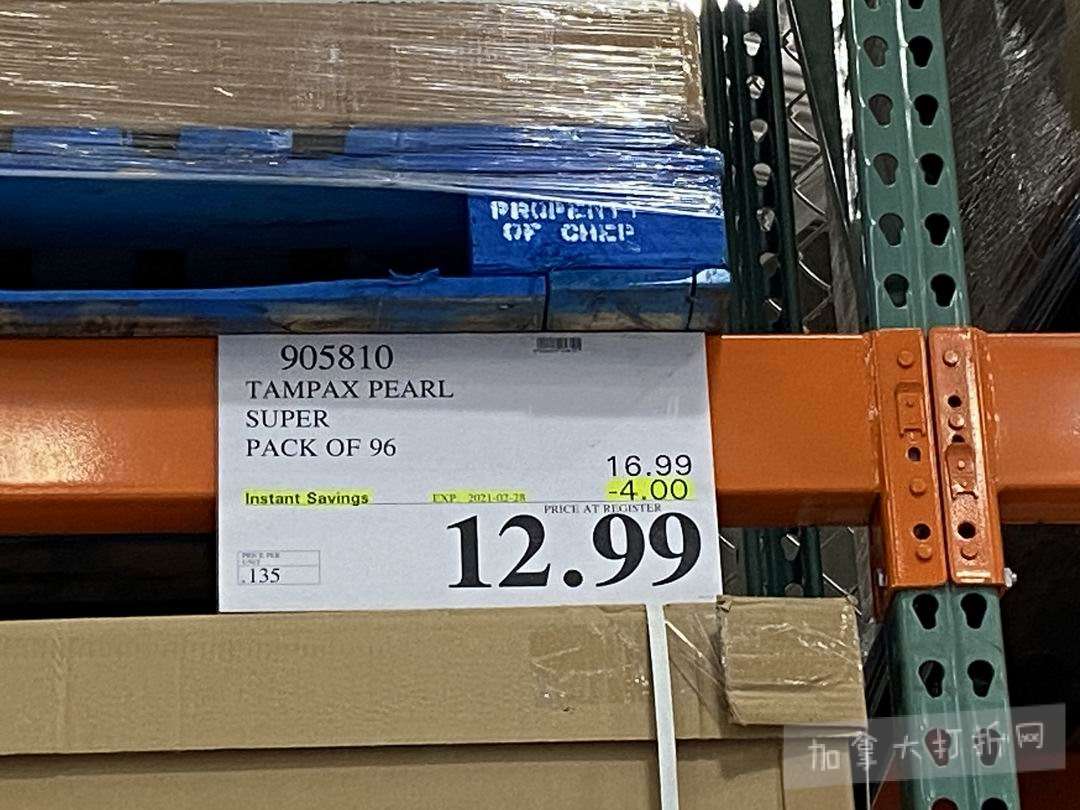 PROPERTY
OF CHEP
905810
TAMPAX PEARL
SUPER
PACK OF 96
16.99
Instant Savings EXP. 2021-02-28 -4.00
PRICE AT REGISTER
12.99
PRICE PER
UNIT
.135
加拿大打折网